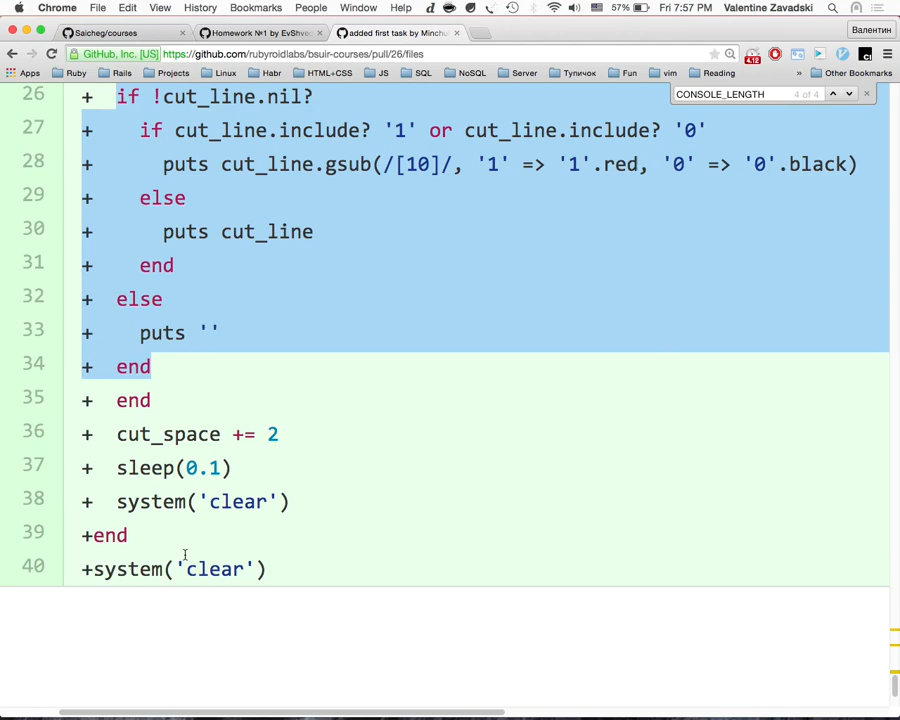 Chrome File Edit View History Bookmarks People Window Help 57% Fri 7:57 PM Valentine Zavadski
Saicheg/courses × Homework №1 by EvShvec × added first task by Minchu × Валентин
GitHub, Inc. [US] https://github.com/rubyroidlabs/bsuir-courses/pull/26/files 4.12
Apps Ruby Rails Projects Linux Habr HTML+CSS JS SQL NoSQL Server Тупичок Fun vim Reading » Other Bookmarks
CONSOLE_LENGTH 4 of 4 ×
26 + if !cut_line.nil?
27 + if cut_line.include? '1' or cut_line.include? '0'
28 + puts cut_line.gsub(/[10]/, '1' => '1'.red, '0' => '0'.black)
29 + else
30 + puts cut_line
31 + end
32 + else
33 + puts ''
34 + end
35 + end
36 + cut_space += 2
37 + sleep(0.1)
38 + system('clear')
39 +end
40 +system('clear')